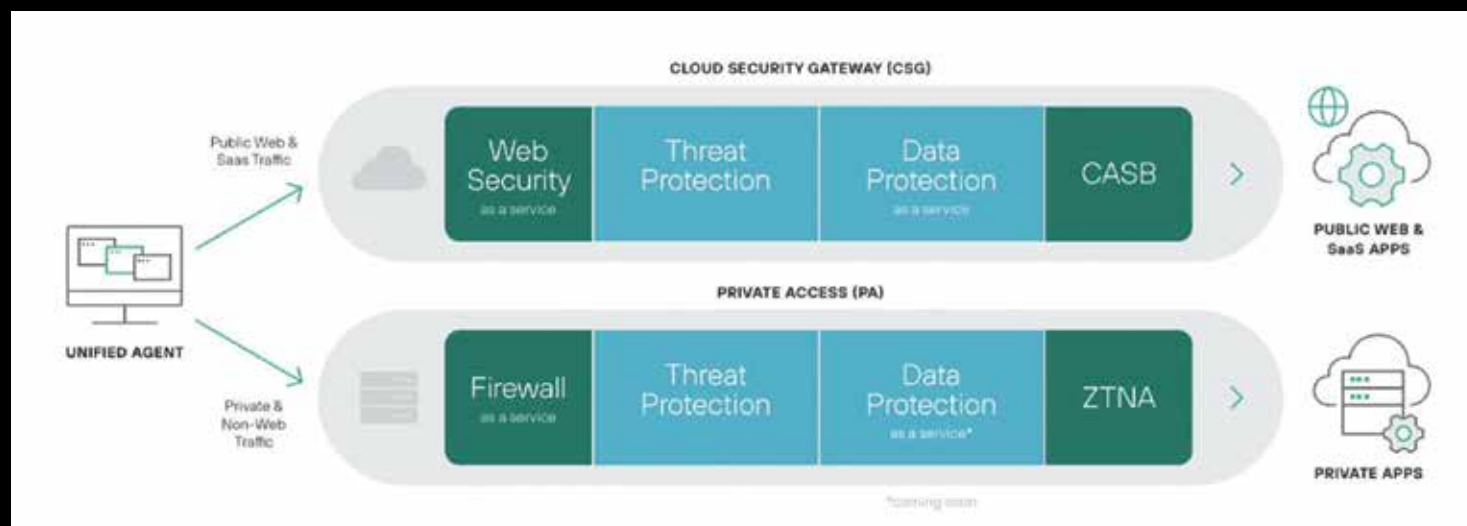 CLOUD SECURITY GATEWAY (CSG)
Public Web &
Saas Traffic
Web
Security
as a service
Threat
Protection
Data
Protection
as a service
CASB
PUBLIC WEB &
SaaS APPS
UNIFIED AGENT
PRIVATE ACCESS (PA)
Private &
Non-Web
Traffic
Firewall
as a service
Threat
Protection
Data
Protection
as a service*
ZTNA
PRIVATE APPS
*coming soon